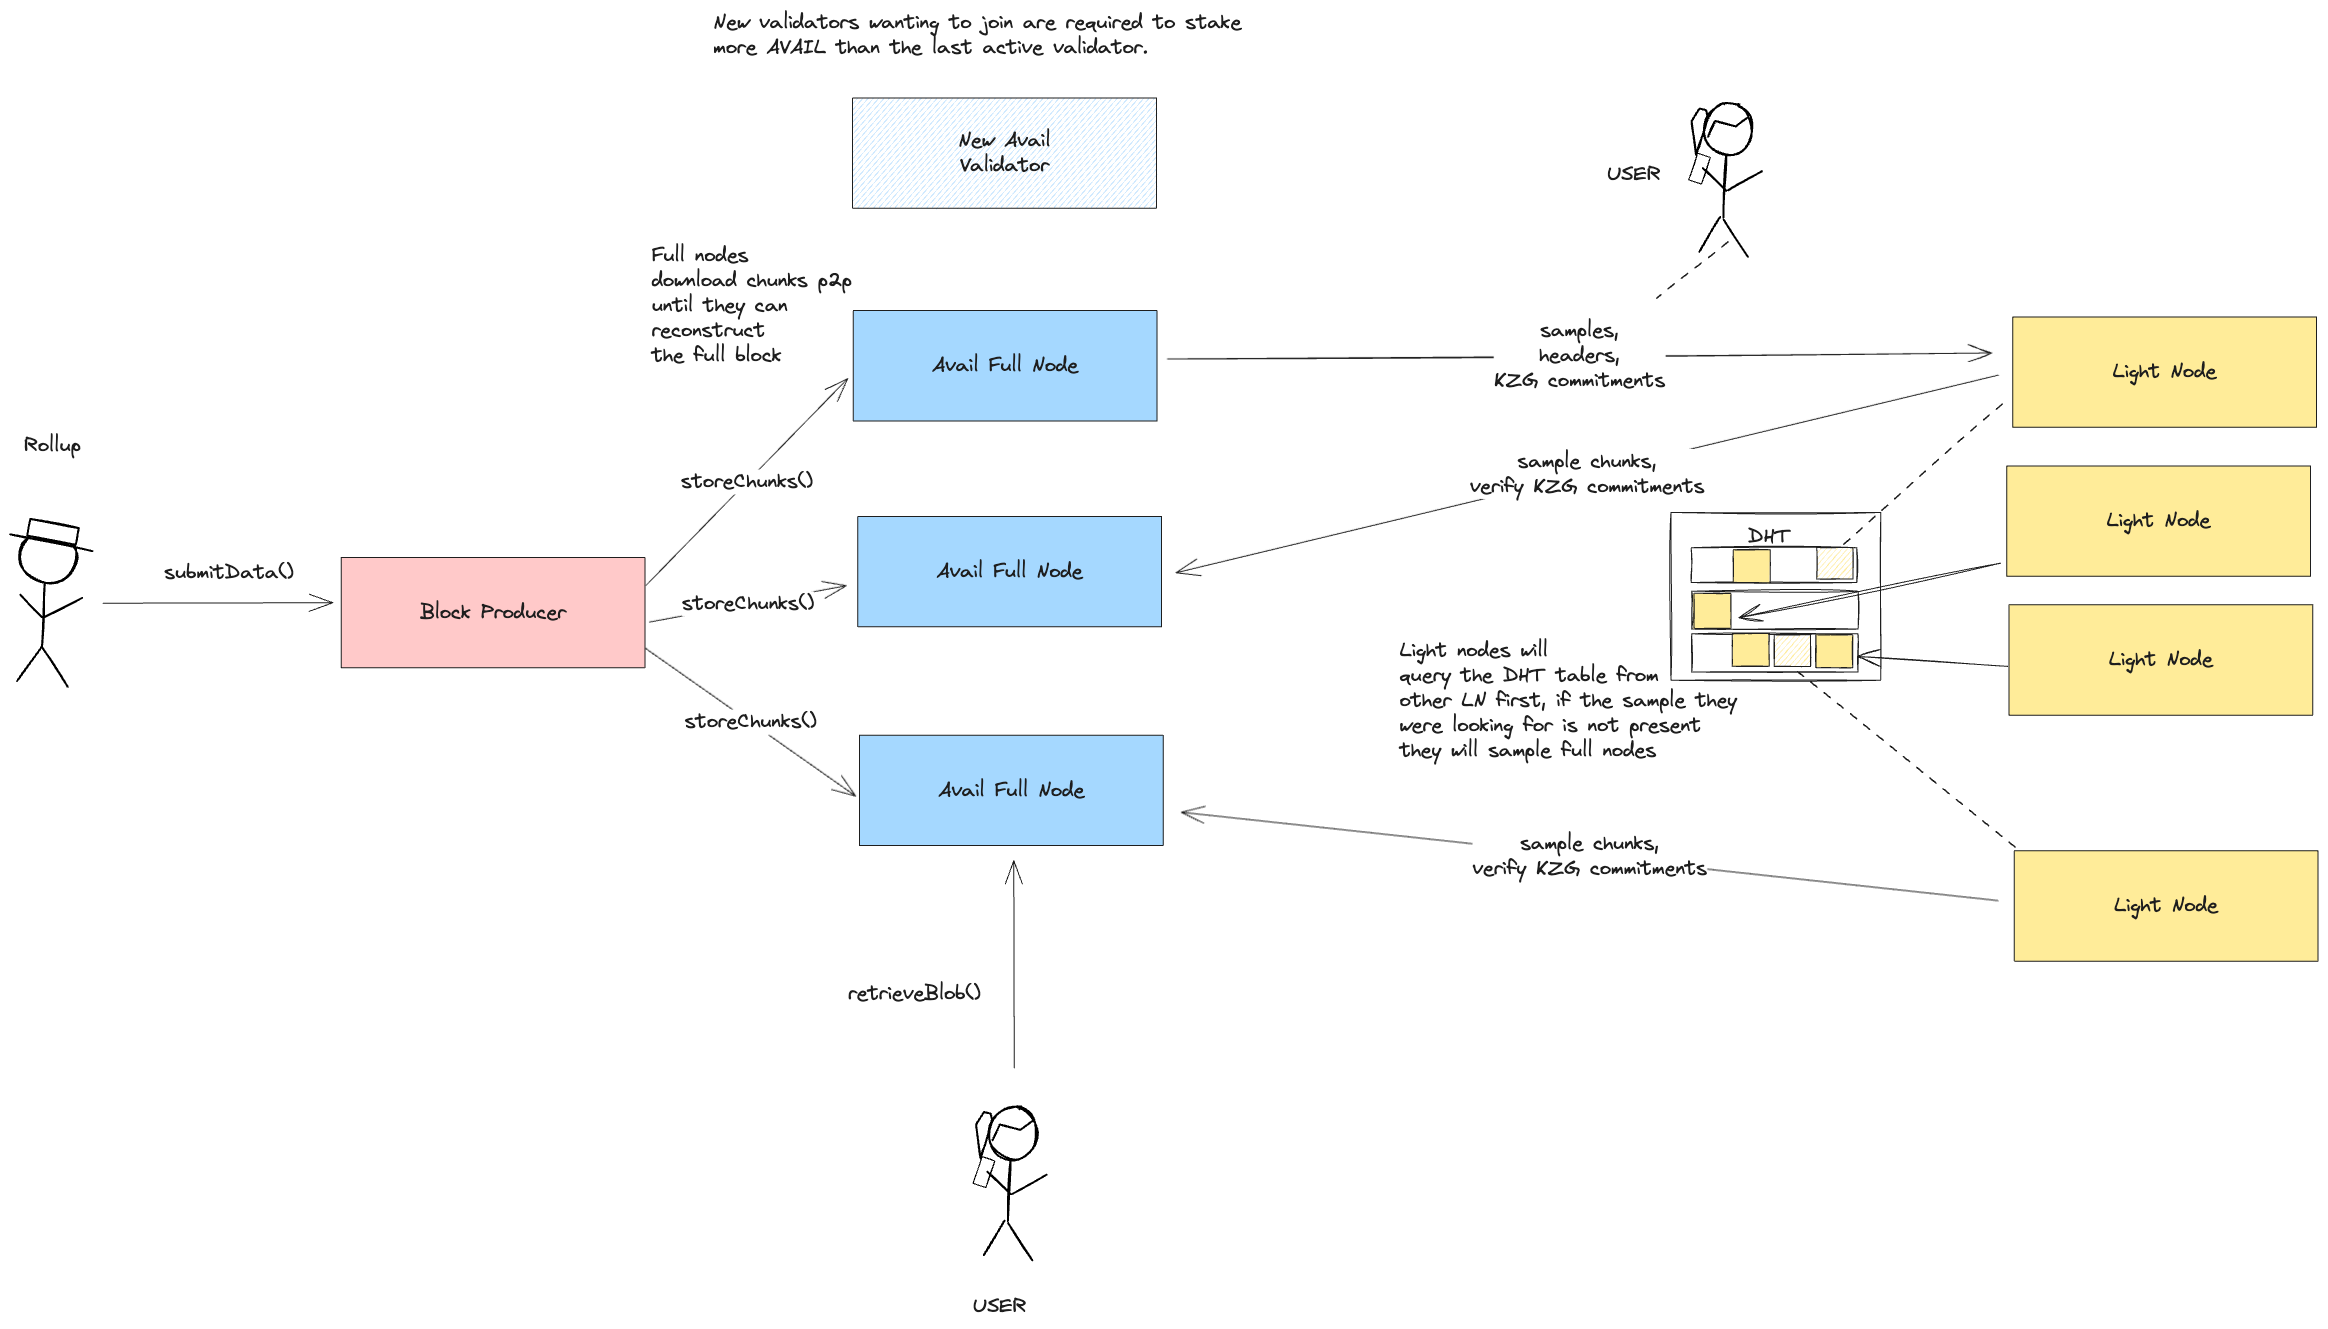 New validators wanting to join are required to stake
more AVAIL than the last active validator.
New Avail
Validator
USER
Full nodes
download chunks p2p
until they can
reconstruct
the full block
Avail Full Node
samples,
headers,
KZG commitments
Light Node
Rollup
storeChunks()
sample chunks,
verify KZG commitments
submitData()
Block Producer
storeChunks()
Avail Full Node
DHT
Light Node
Light nodes will
query the DHT table from
other LN first, if the sample they
were looking for is not present
they will sample full nodes
Light Node
storeChunks()
Avail Full Node
sample chunks,
verify KZG commitments
Light Node
retrieveBlob()
USER